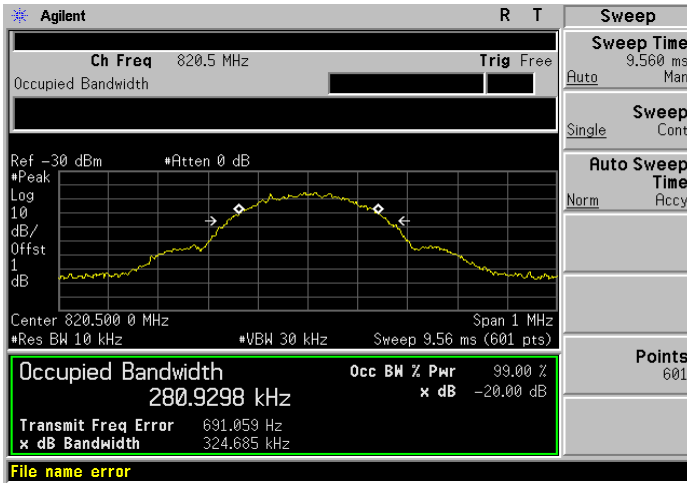 Agilent R T Sweep
Ch Freq 820.5 MHz Trig Free
Occupied Bandwidth
Sweep Time
9.560 ms
Auto Man
Sweep
Single Cont
Auto Sweep
Time
Norm Accy
Ref -30 dBm #Atten 0 dB
#Peak
Log
10
dB/
Offst
1
dB
Center 820.500 0 MHz Span 1 MHz
#Res BW 10 kHz #VBW 30 kHz Sweep 9.56 ms (601 pts)
Occupied Bandwidth
280.9298 kHz
Occ BW % Pwr 99.00 %
x dB -20.00 dB
Transmit Freq Error 691.059 Hz
x dB Bandwidth 324.685 kHz
Points
601
File name error